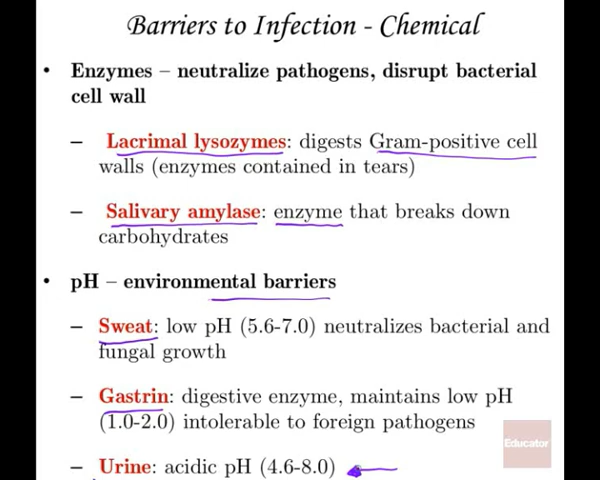 Barriers to Infection - Chemical
• Enzymes – neutralize pathogens, disrupt bacterial
cell wall
– Lacrimal lysozymes: digests Gram-positive cell
walls (enzymes contained in tears)
– Salivary amylase: enzyme that breaks down
carbohydrates
• pH – environmental barriers
– Sweat: low pH (5.6-7.0) neutralizes bacterial and
fungal growth
– Gastrin: digestive enzyme, maintains low pH
(1.0-2.0) intolerable to foreign pathogens
Educator
– Urine: acidic pH (4.6-8.0)